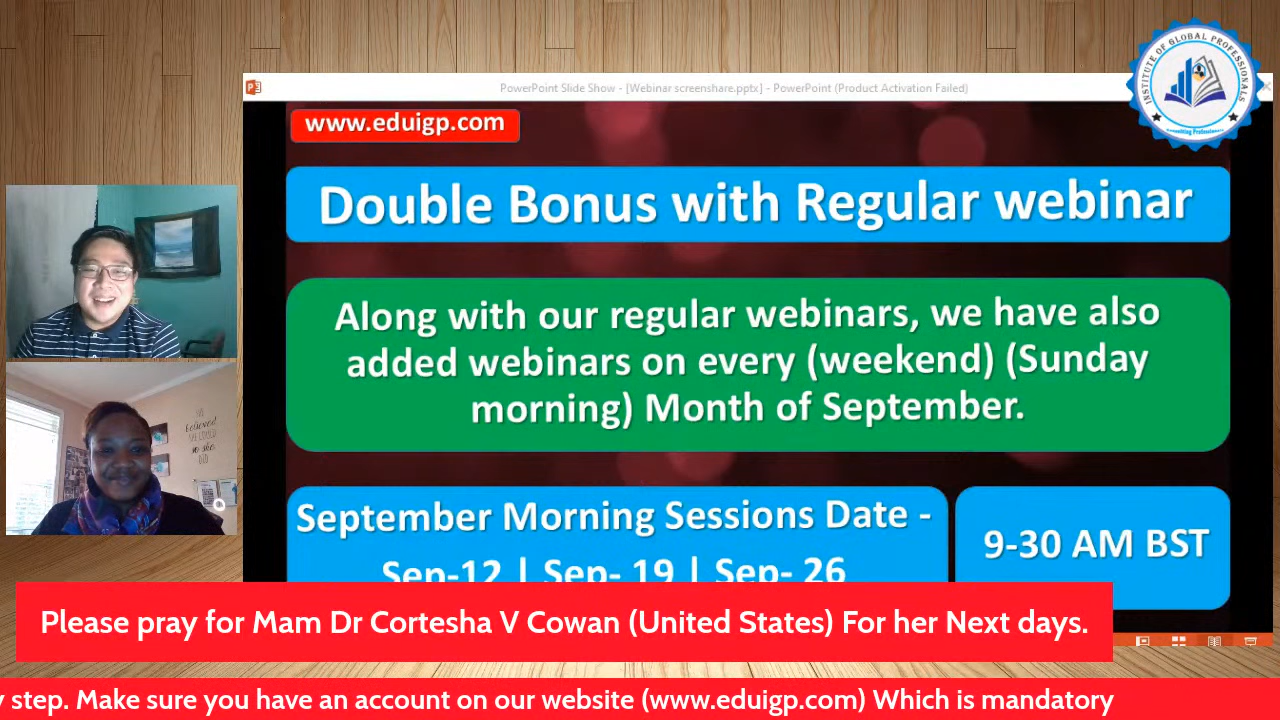 PowerPoint Slide Show - [Webinar screenshare.pptx] - PowerPoint (Product Activation Failed)
INSTITUTE OF GLOBAL PROFESSIONALS
www.eduigp.com
Double Bonus with Regular webinar
Along with our regular webinars, we have also
added webinars on every (weekend) (Sunday
morning) Month of September.
September Morning Sessions Date -
Sep-12 | Sep- 19 | Sep- 26
9-30 AM BST
believed
so she
DID
Please pray for Mam Dr Cortesha V Cowan (United States) For her Next days.
y step. Make sure you have an account on our website (www.eduigp.com) Which is mandatory